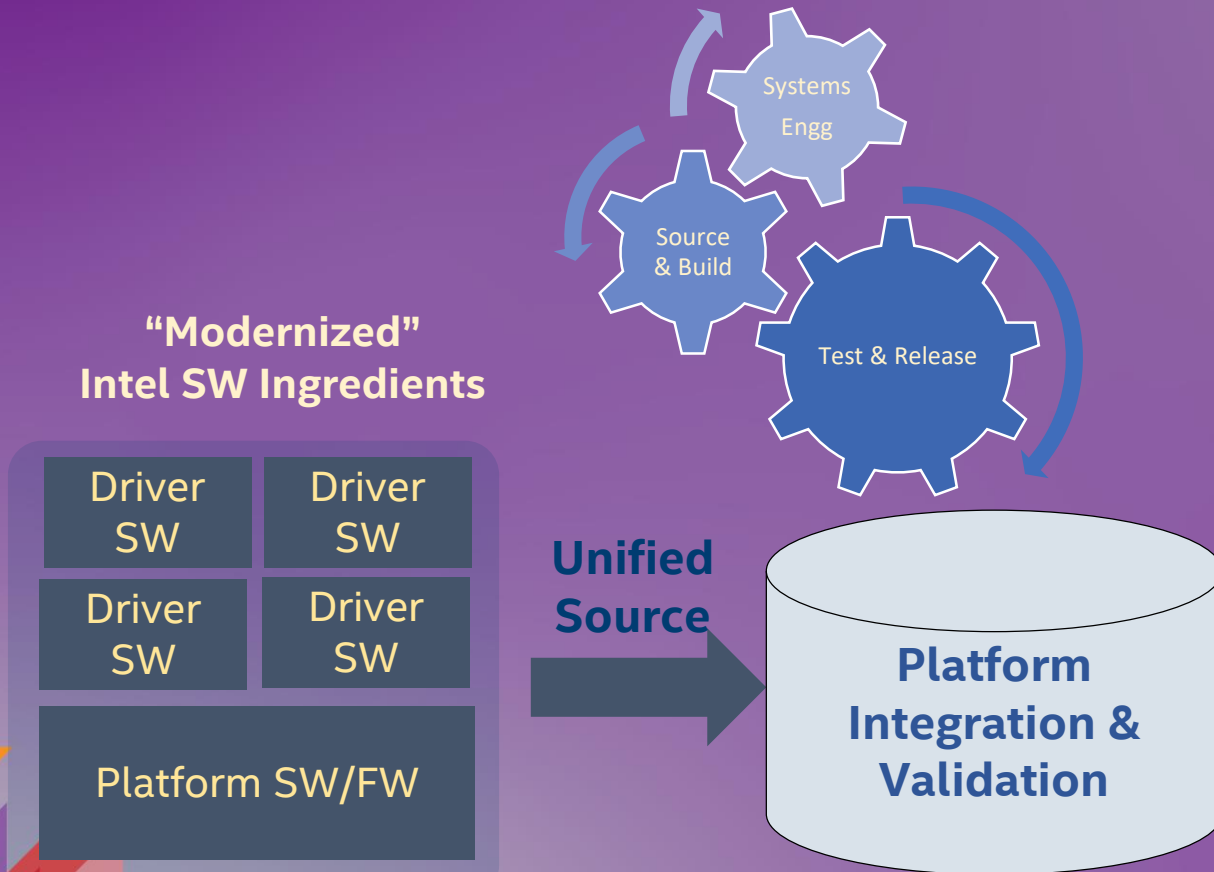 Systems
Engg
Source
& Build
Test & Release
“Modernized”
Intel SW Ingredients
Driver
SW
Driver
SW
Driver
SW
Driver
SW
Platform SW/FW
Unified
Source
Platform
Integration &
Validation